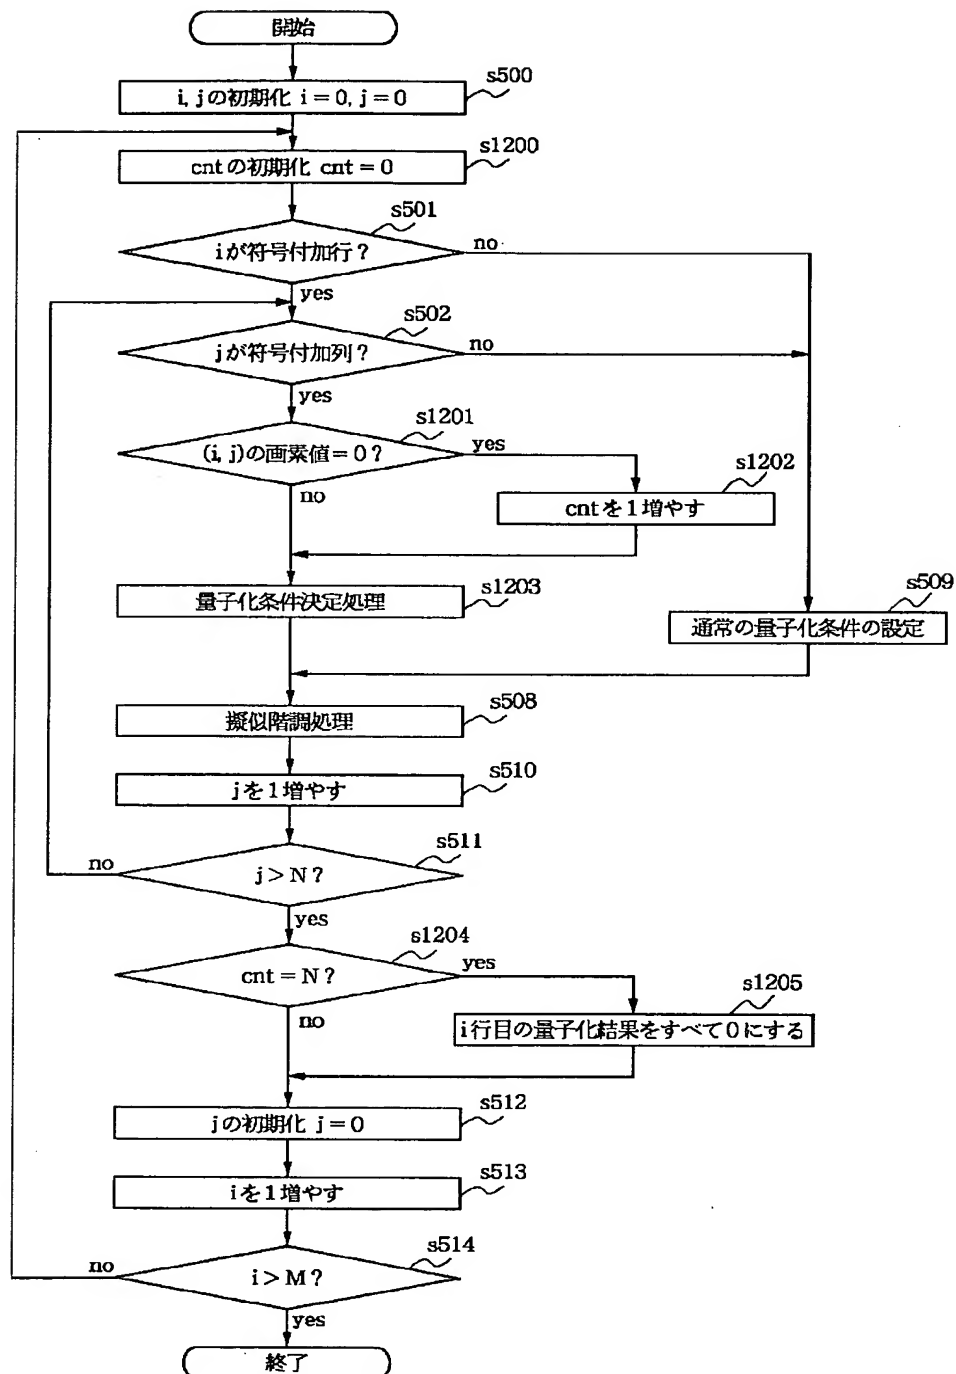 開始
s500
i, jの初期化 i = 0, j = 0
s1200
cntの初期化 cnt = 0
s501
iが符号付加行？
no
yes
s502
jが符号付加列？
no
yes
s1201
(i, j)の画素値=0？
yes
s1202
no
cntを1増やす
s1203
量子化条件決定処理
s509
通常の量子化条件の設定
s508
擬似階調処理
s510
jを1増やす
s511
no
j > N？
yes
s1204
cnt = N？
yes
s1205
no
i行目の量子化結果をすべて0にする
s512
jの初期化 j = 0
s513
iを1増やす
s514
no
i > M？
yes
終了